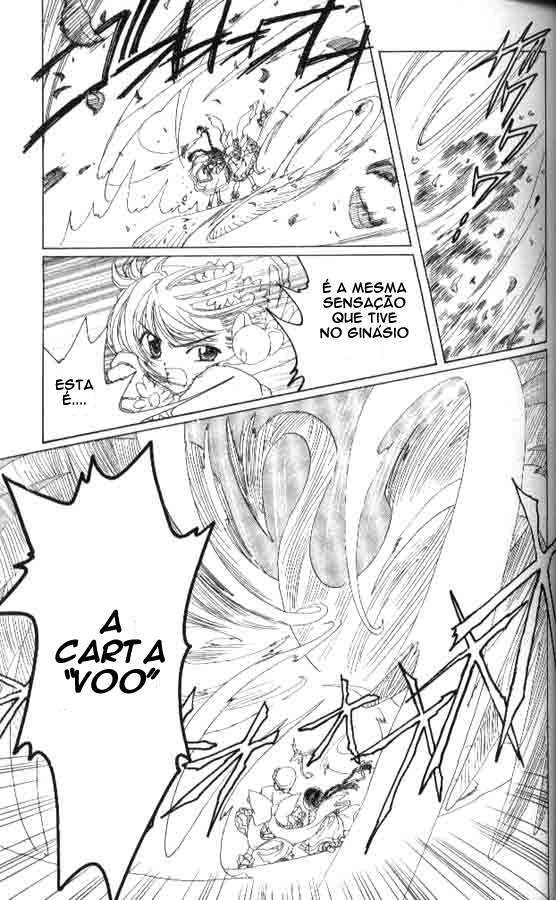 É A MESMA
SENSAÇÃO
QUE TIVE
NO GINÁSIO
ESTA
É....
A
CARTA
"VOO"